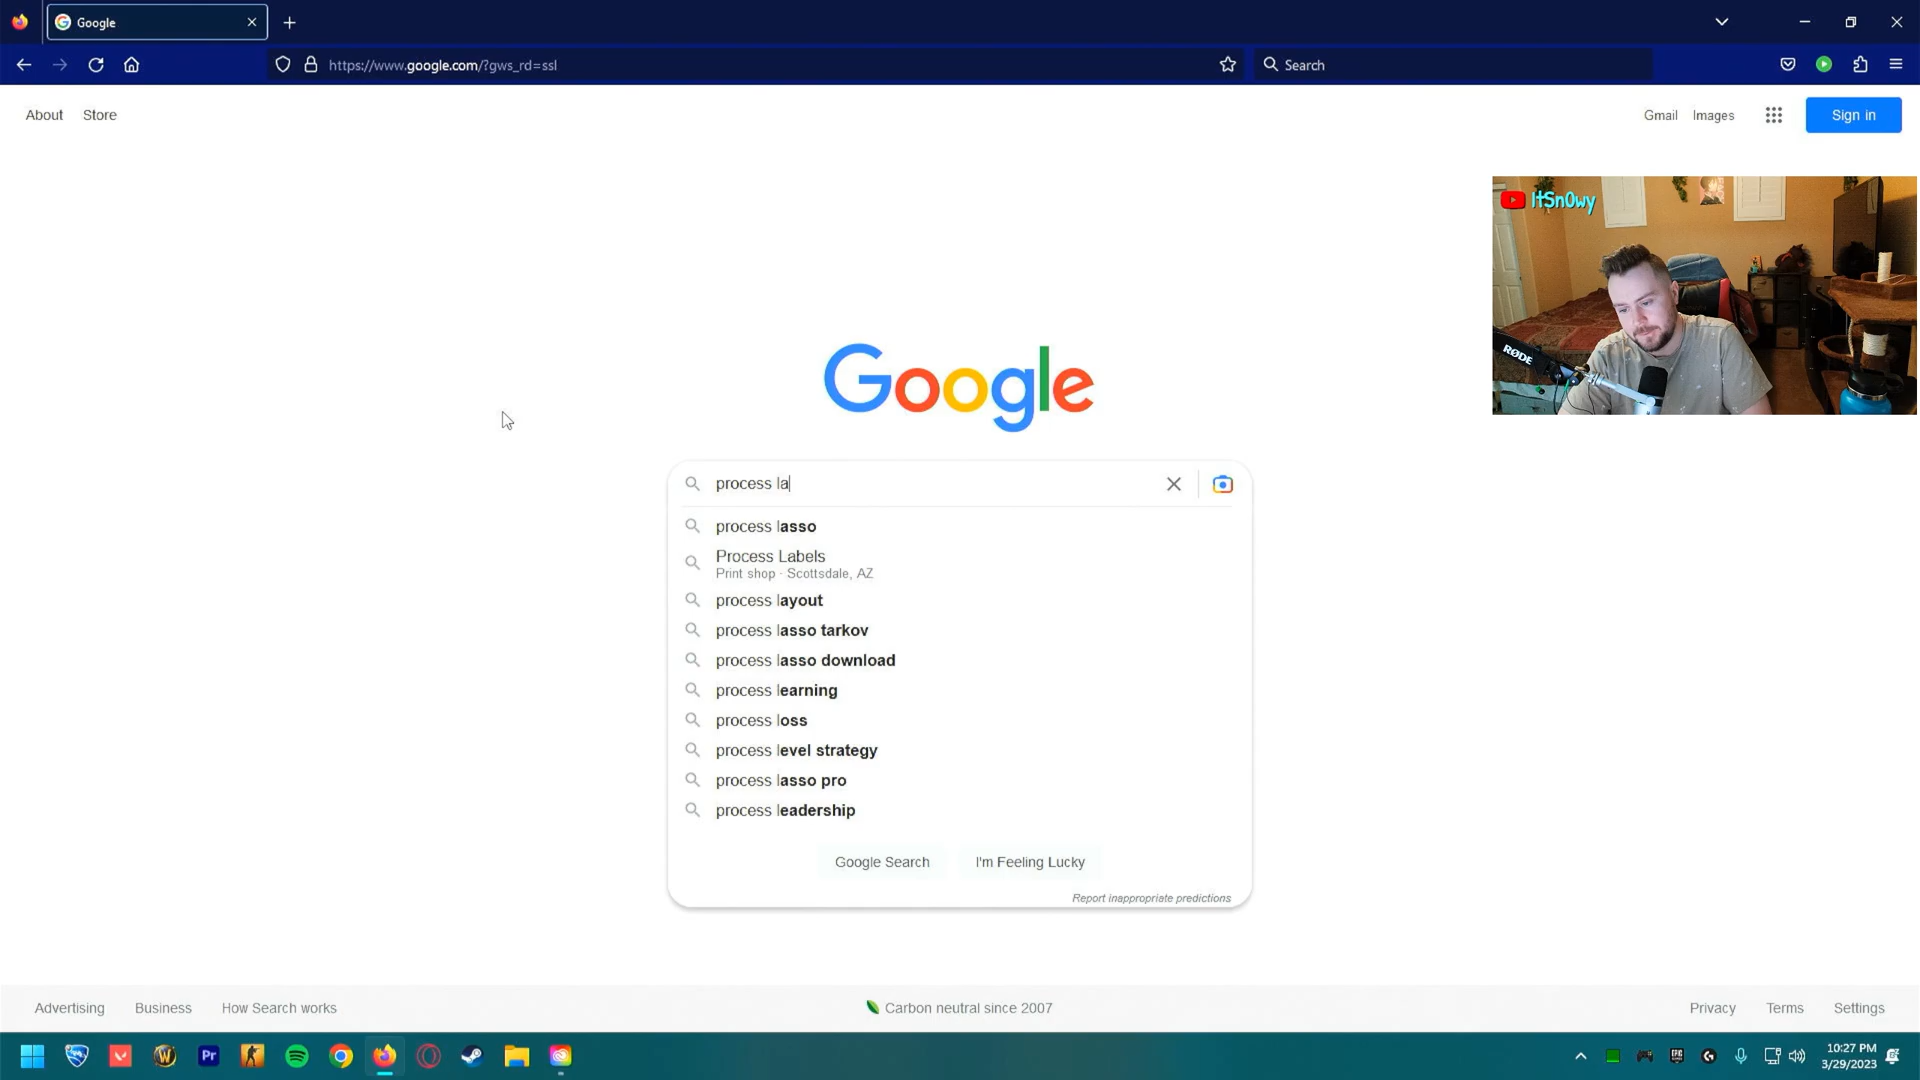 Google
https://www.google.com/?gws_rd=ssl
Search
About
Store
Gmail
Images
Sign in
ItSn0wy
RØDE
Google
process la
process lasso
Process Labels
Print shop · Scottsdale, AZ
process layout
process lasso tarkov
process lasso download
process learning
process loss
process level strategy
process lasso pro
process leadership
Google Search
I'm Feeling Lucky
Report inappropriate predictions
Advertising
Business
How Search works
Carbon neutral since 2007
Privacy
Terms
Settings
Pr
EPIC
10:27 PM
3/29/2023